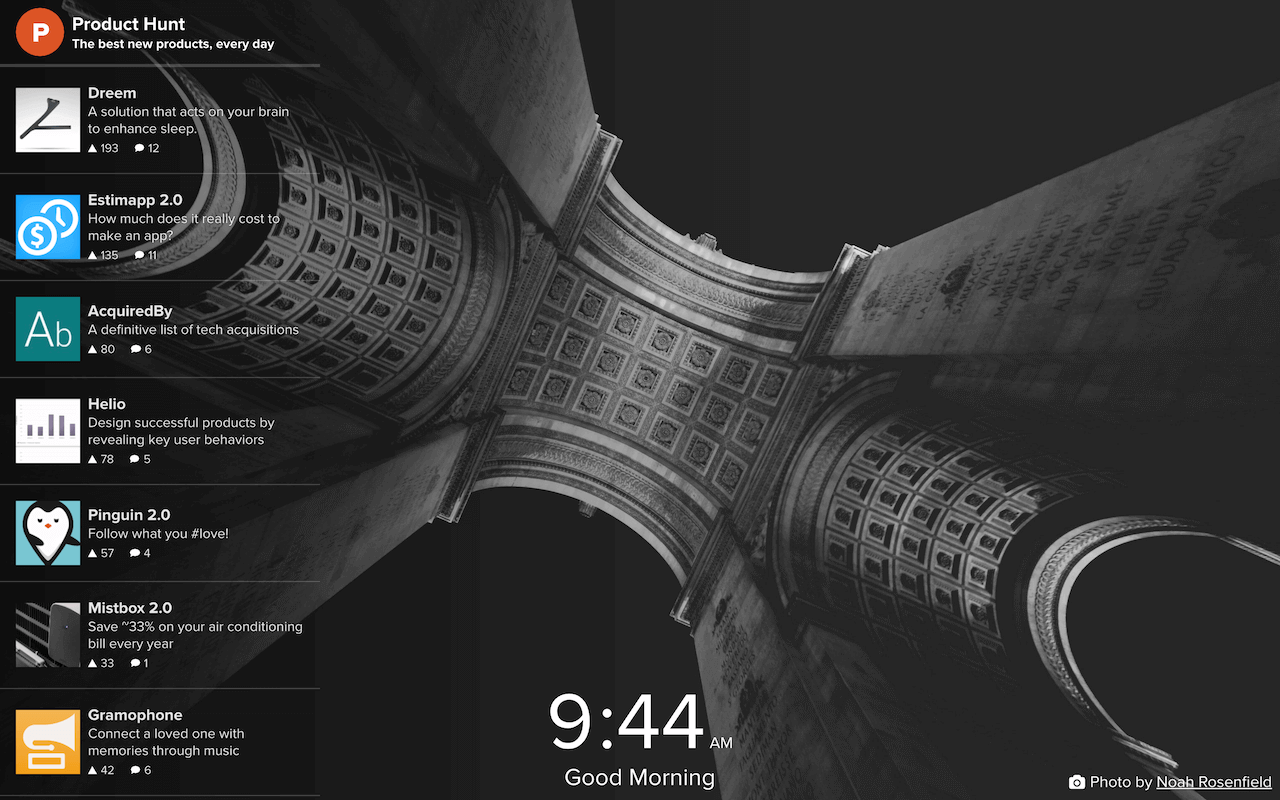 P
Product Hunt
The best new products, every day
Dreem
A solution that acts on your brain
to enhance sleep.
193 12
Estimapp 2.0
How much does it really cost to
make an app?
135 11
Ab
AcquiredBy
A definitive list of tech acquisitions
80 6
Helio
Design successful products by
revealing key user behaviors
78 5
Pinguin 2.0
Follow what you #love!
57 4
Mistbox 2.0
Save ~33% on your air conditioning
bill every year
33 1
Gramophone
Connect a loved one with
memories through music
42 6
9:44 AM
Good Morning
Photo by Noah Rosenfield